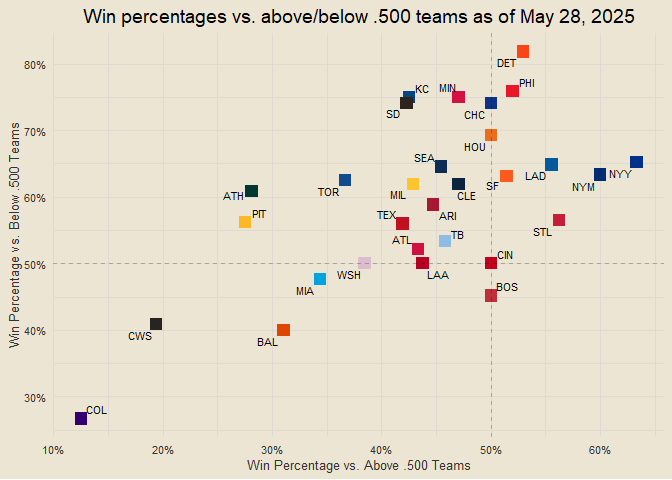 Win percentages vs. above/below .500 teams as of May 28, 2025
Win Percentage vs. Below .500 Teams
80%
70%
60%
50%
40%
30%
DET
PHI
KC
MIN
SD
CHC
HOU
SEA
TOR
MIL
CLE
SF
LAD
NYM
NYY
ATH
PIT
TEX
ARI
STL
ATL
TB
WSH
LAA
CIN
MIA
BOS
CWS
BAL
COL
10%
20%
30%
40%
50%
60%
Win Percentage vs. Above .500 Teams